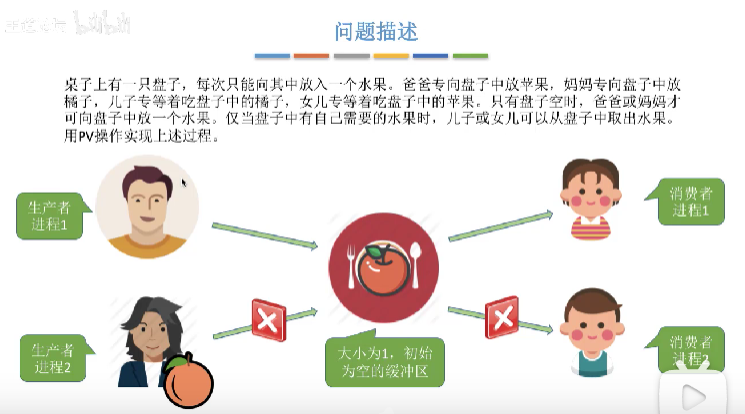 问题描述
桌子上有一只盘子，每次只能向其中放入一个水果。爸爸专向盘子中放苹果，妈妈专向盘子中放
橘子，儿子专等着吃盘子中的橘子，女儿专等着吃盘子中的苹果。只有盘子空时，爸爸或妈妈才
可向盘子中放一个水果。仅当盘子中有自己需要的水果时，儿子或女儿可以从盘子中取出水果。
用PV操作实现上述过程。
生产者
进程1
消费者
进程1
生产者
进程2
大小为1，初始
为空的缓冲区
消费者
进程2